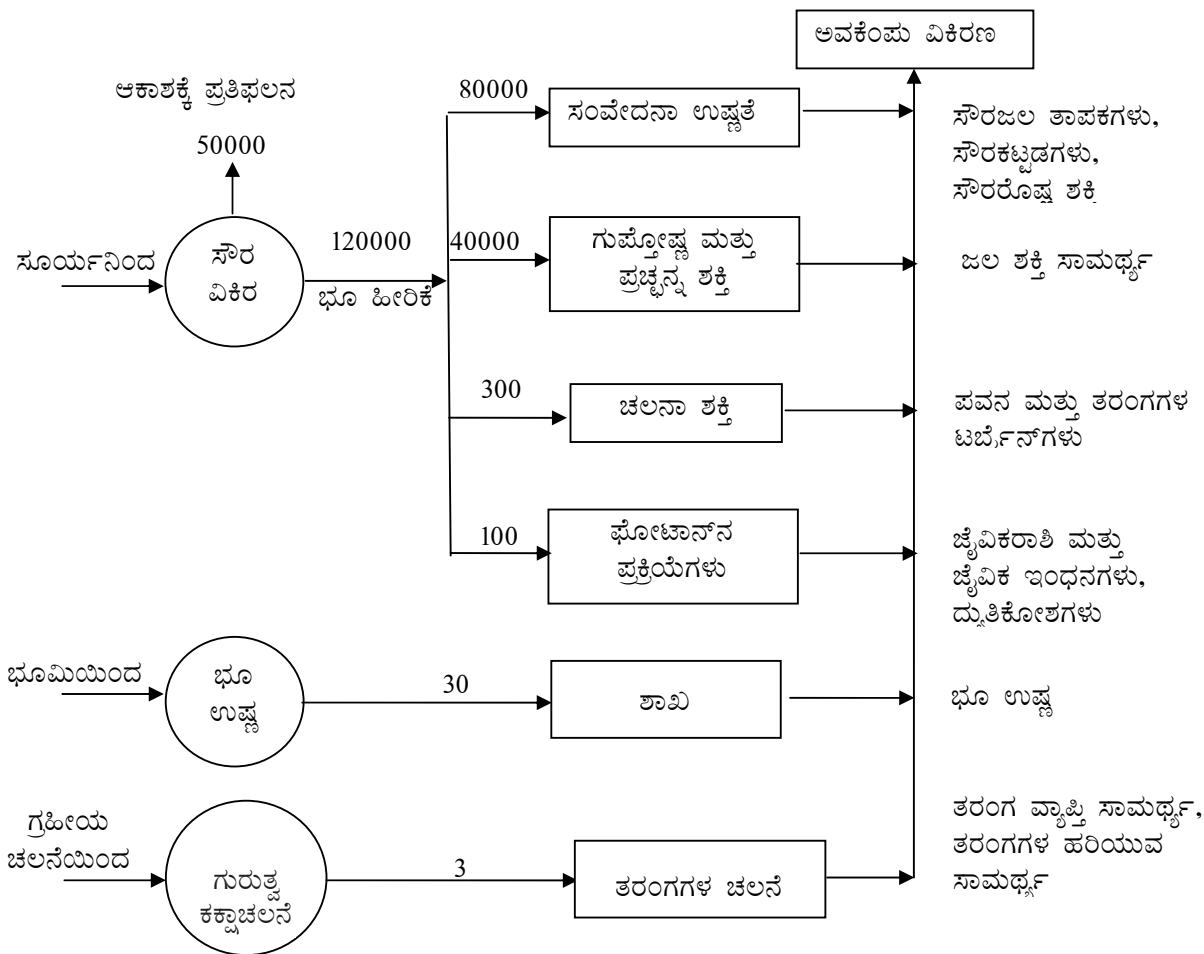 ಅವಕೆಂಪು ವಿಕಿರಣ
ಆಕಾಶಕ್ಕೆ ಪ್ರತಿಫಲನ
50000
ಸೂರ್ಯನಿಂದ
ಸೌರ
ವಿಕಿರ
120000
ಭೂ ಹೀರಿಕೆ
80000
ಸಂವೇದನಾ ಉಷ್ಣತೆ
ಸೌರಜಲ ತಾಪಕಗಳು,
ಸೌರಕಟ್ಟಡಗಳು,
ಸೌರರೊಷ್ಣ ಶಕ್ತಿ
40000
ಗುಪ್ತೋಷ್ಣ ಮತ್ತು
ಪ್ರಚ್ಛನ್ನ ಶಕ್ತಿ
ಜಲ ಶಕ್ತಿ ಸಾಮರ್ಥ್ಯ
300
ಚಲನಾ ಶಕ್ತಿ
ಪವನ ಮತ್ತು ತರಂಗಗಳ
ಟರ್ಬೈನ್‌ಗಳು
100
ಫೋಟಾನ್‌ನ
ಪ್ರಕ್ರಿಯೆಗಳು
ಜೈವಿಕರಾಶಿ ಮತ್ತು
ಜೈವಿಕ ಇಂಧನಗಳು,
ದ್ಯುತಿಕೋಶಗಳು
ಭೂಮಿಯಿಂದ
ಭೂ
ಉಷ್ಣ
30
ಶಾಖ
ಭೂ ಉಷ್ಣ
ಗ್ರಹೀಯ
ಚಲನೆಯಿಂದ
ಗುರುತ್ವ
ಕಕ್ಷಾಚಲನೆ
3
ತರಂಗಗಳ ಚಲನೆ
ತರಂಗ ವ್ಯಾಪ್ತಿ ಸಾಮರ್ಥ್ಯ,
ತರಂಗಗಳ ಹರಿಯುವ
ಸಾಮರ್ಥ್ಯ